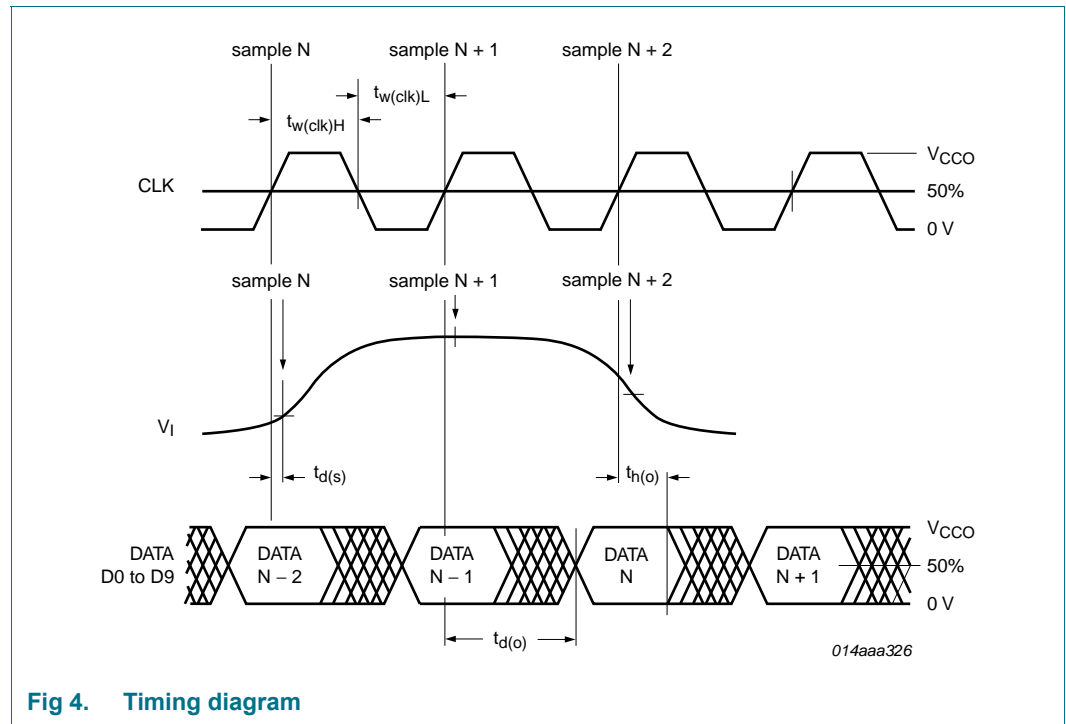 sample N sample N + 1 sample N + 2
tw(clk)L
tw(clk)H
VCCO
CLK
50%
0 V
sample N sample N + 1 sample N + 2
VI
td(s) th(o)
VCCO
DATA DATA DATA DATA DATA
50%
D0 to D9 N − 2 N − 1 N N + 1
0 V
td(o)
014aaa326
Fig 4. Timing diagram